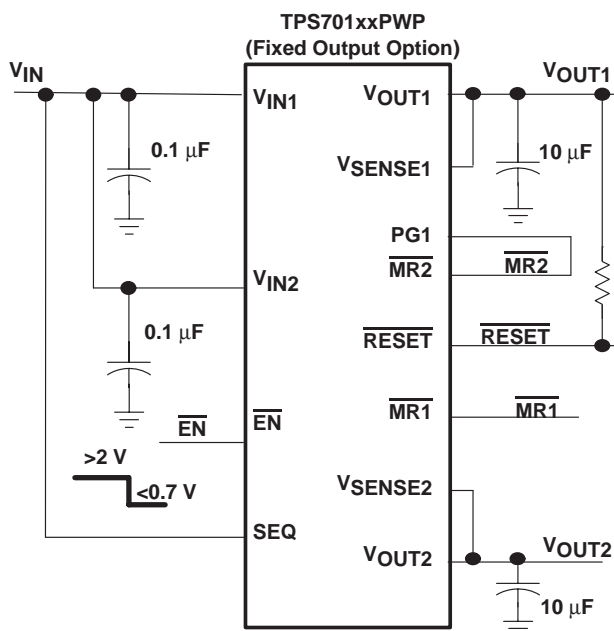 TPS701xxPWP
(Fixed Output Option)
VIN
VOUT1
VIN1
VOUT1
0.1 μF
10 μF
VSENSE1
PG1
MR2
MR2
VIN2
0.1 μF
RESET
RESET
EN
EN
MR1
MR1
>2 V
<0.7 V
VSENSE2
SEQ
VOUT2
VOUT2
10 μF